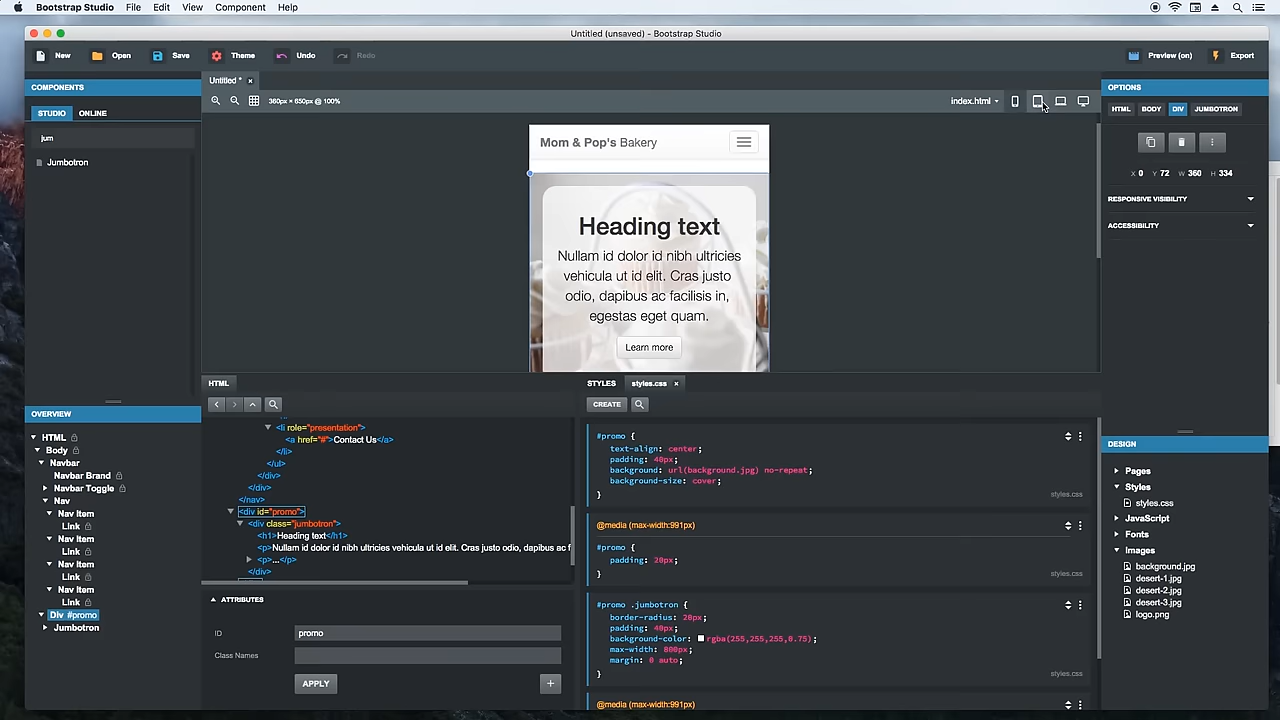 Bootstrap Studio File Edit View Component Help
Untitled (unsaved) - Bootstrap Studio
New Open Save Theme Undo Redo Preview (on) Export
COMPONENTS
STUDIO ONLINE
jum
Jumbotron
Untitled * ×
360px × 650px @ 100%
index.html
Mom & Pop's Bakery
Heading text
Nullam id dolor id nibh ultricies
vehicula ut id elit. Cras justo
odio, dapibus ac facilisis in,
egestas eget quam.
Learn more
OPTIONS
HTML BODY DIV JUMBOTRON
X 0 Y 72 W 360 H 334
RESPONSIVE VISIBILITY
ACCESSIBILITY
OVERVIEW
HTML
Body
Navbar
Navbar Brand
Navbar Toggle
Nav
Nav Item
Link
Nav Item
Link
Nav Item
Link
Nav Item
Link
Div #promo
Jumbotron
HTML
<li role="presentation">
<a href="#">Contact Us</a>
</li>
</ul>
</div>
</div>
</nav>
<div id="promo">
<div class="jumbotron">
<h1>Heading text</h1>
<p>Nullam id dolor id nibh ultricies vehicula ut id elit. Cras justo odio, dapibus ac f
<p>...</p>
</div>
ATTRIBUTES
ID promo
Class Names
APPLY +
STYLES styles.css ×
CREATE
#promo {
text-align: center;
padding: 40px;
background: url(background.jpg) no-repeat;
background-size: cover;
}
styles.css
@media (max-width:991px)
#promo {
padding: 20px;
}
styles.css
#promo .jumbotron {
border-radius: 20px;
padding: 40px;
background-color: rgba(255,255,255,0.75);
max-width: 800px;
margin: 0 auto;
}
styles.css
@media (max-width:991px)
DESIGN
Pages
Styles
styles.css
JavaScript
Fonts
Images
background.jpg
desert-1.jpg
desert-2.jpg
desert-3.jpg
logo.png